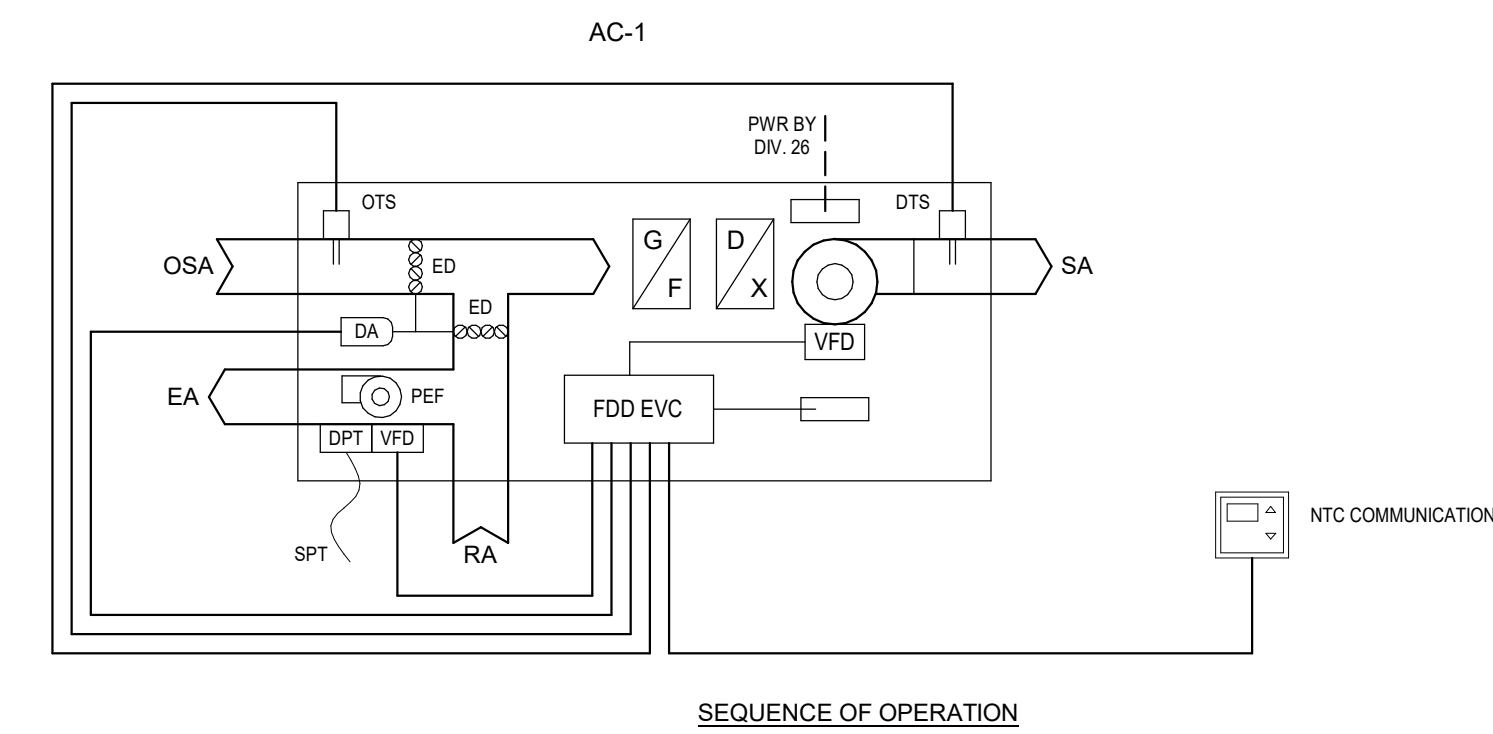 AC-1
PWR BY
DIV. 26
OTS
DTS
OSA
ED
G
F
D
X
SA
ED
DA
VFD
EA
PEF
FDD EVC
DPT
VFD
SPT
RA
NTC COMMUNICATION
SEQUENCE OF OPERATION